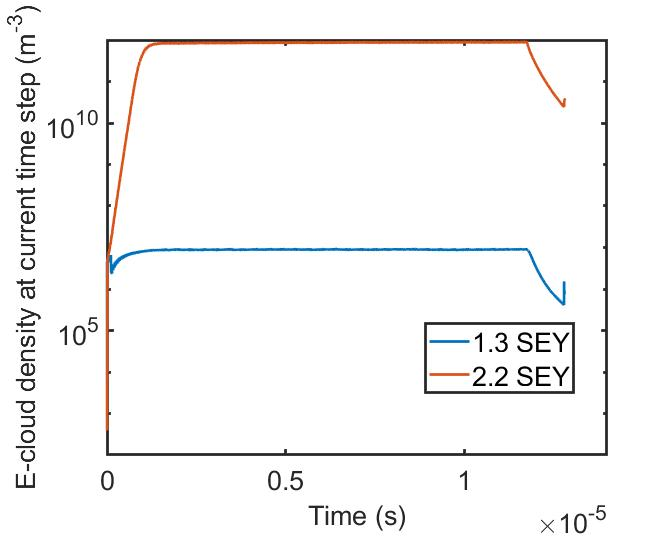 E-cloud density at current time step (m⁻³)
10¹⁰
10⁵
1.3 SEY
2.2 SEY
0 0.5 1
Time (s)
×10⁻⁵